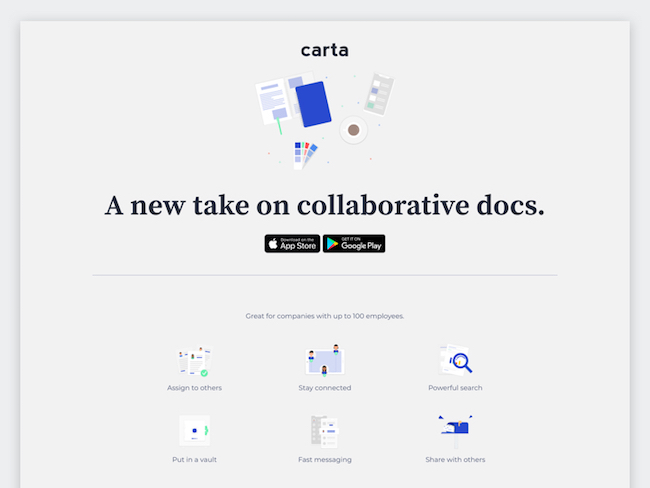 carta
A new take on collaborative docs.
Download on the
App Store
GET IT ON
Google Play
Great for companies with up to 100 employees.
Assign to others
Stay connected
Powerful search
Put in a vault
Fast messaging
Share with others